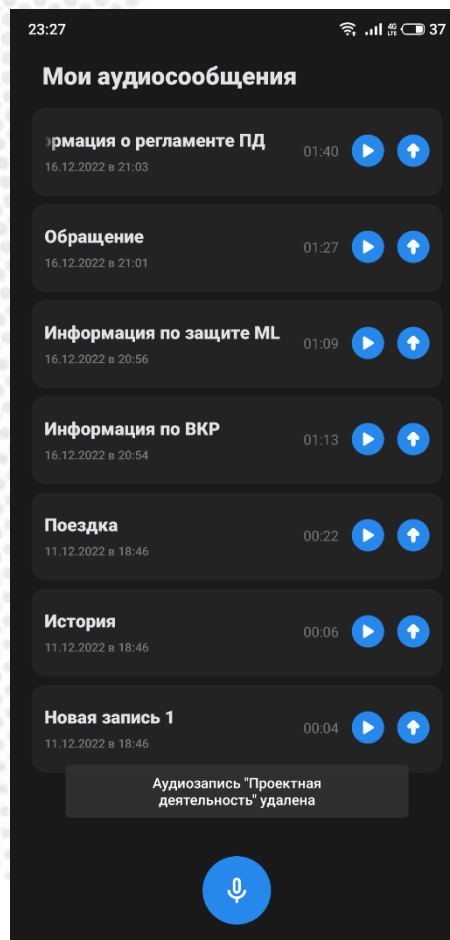 23:27
4G
LTE
37
Мои аудиосообщения
рмация о регламенте ПД
01:40
16.12.2022 в 21:03
Обращение
01:27
16.12.2022 в 21:01
Информация по защите ML
01:09
16.12.2022 в 20:56
Информация по ВКР
01:13
16.12.2022 в 20:54
Поездка
00:22
11.12.2022 в 18:46
История
00:06
11.12.2022 в 18:46
Новая запись 1
00:04
11.12.2022 в 18:46
Аудиозапись "Проектная
деятельность" удалена